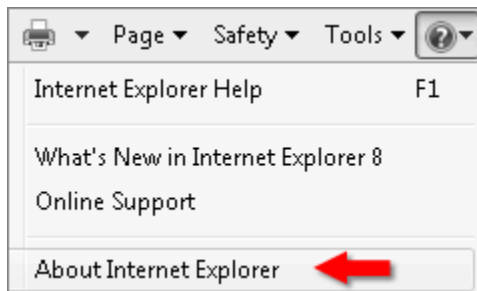 Page Safety Tools ?
Internet Explorer Help F1
What's New in Internet Explorer 8
Online Support
About Internet Explorer